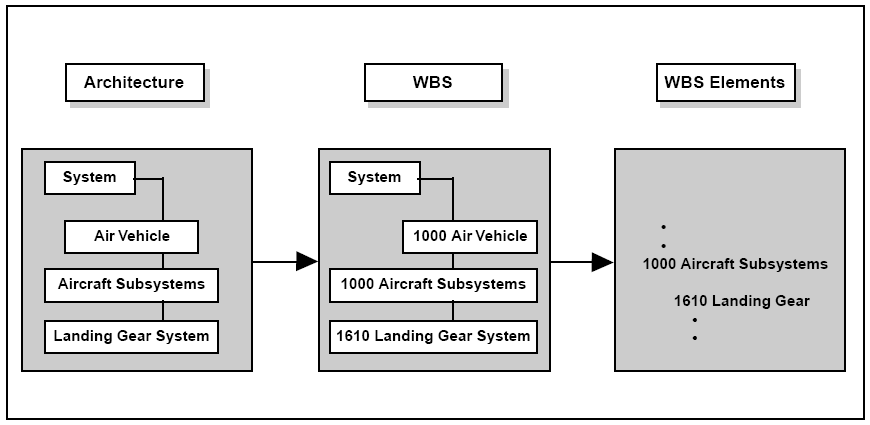 Architecture
WBS
WBS Elements
System
Air Vehicle
Aircraft Subsystems
Landing Gear System
System
1000 Air Vehicle
1000 Aircraft Subsystems
1610 Landing Gear System
•
•
1000 Aircraft Subsystems
1610 Landing Gear
•
•